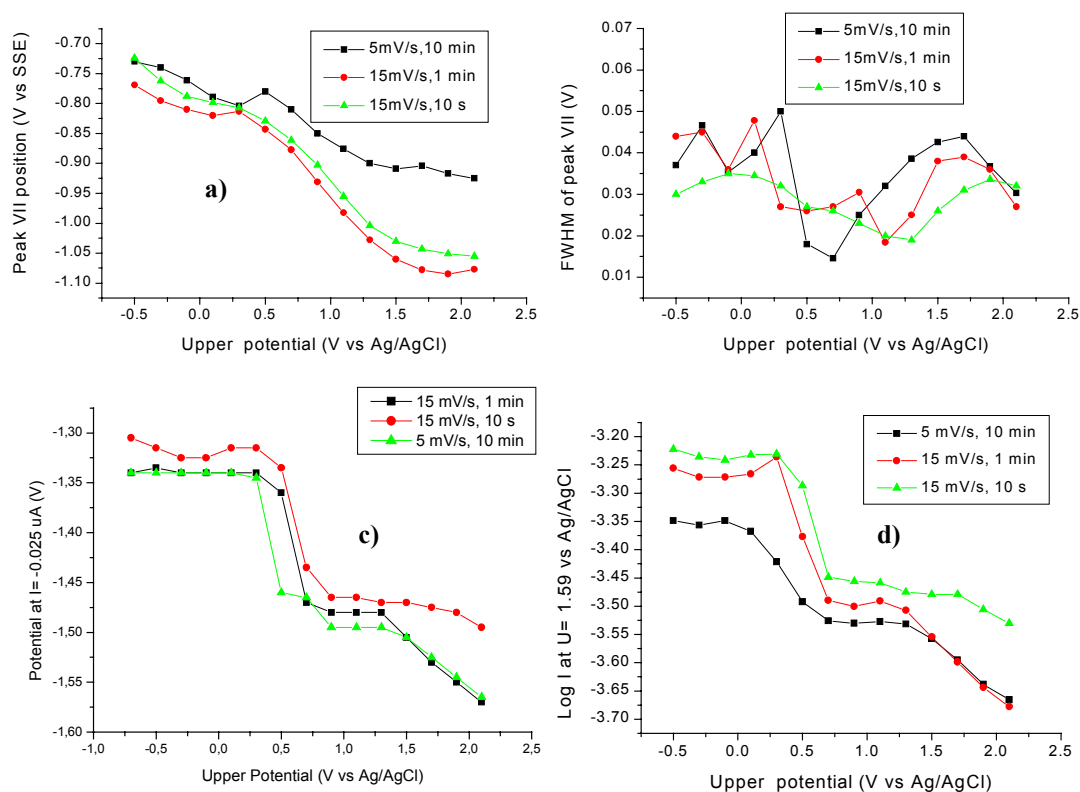 Peak VII position (V vs SSE)
-0.70
-0.75
-0.80
-0.85
-0.90
-0.95
-1.00
-1.05
-1.10
5mV/s,10 min
15mV/s,1 min
15mV/s,10 s
a)
-0.5 0.0 0.5 1.0 1.5 2.0 2.5
Upper potential (V vs Ag/AgCl)
FWHM of peak VII (V)
0.06
0.05
0.04
0.03
0.02
0.01
5mV/s,10 min
15mV/s,1 min
15mV/s,10 s
-0.5 0.0 0.5 1.0 1.5 2.0 2.5
Upper potential (V vs Ag/AgCl)
Potential at I= -0.025 uA (V)
-1,30
-1,35
-1,40
-1,45
-1,50
-1,55
-1,60
15 mV/s, 1 min
15 mV/s, 10 s
5 mV/s, 10 min
c)
-1,0 -0,5 0,0 0,5 1,0 1,5 2,0 2,5
Upper Potential (V vs Ag/AgCl)
Log I at U= 1.59 vs Ag/AgCl
-3.20
-3.25
-3.30
-3.35
-3.40
-3.45
-3.50
-3.55
-3.60
-3.65
-3.70
5 mV/s, 10 min
15 mV/s, 1 min
15 mV/s, 10 s
d)
-0.5 0.0 0.5 1.0 1.5 2.0 2.5
Upper potential (V vs Ag/AgCl)